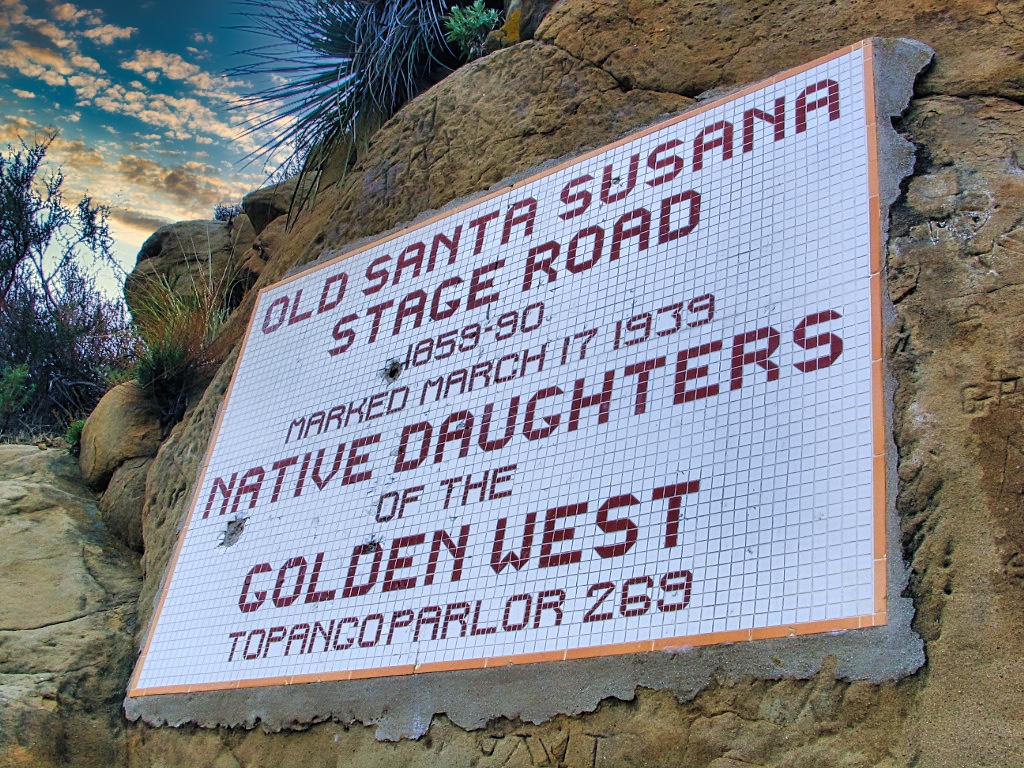 OLD SANTA SUSANA
STAGE ROAD
1859-90
MARKED MARCH 17 1939
NATIVE DAUGHTERS
OF THE
GOLDEN WEST
TOPANGO PARLOR 269